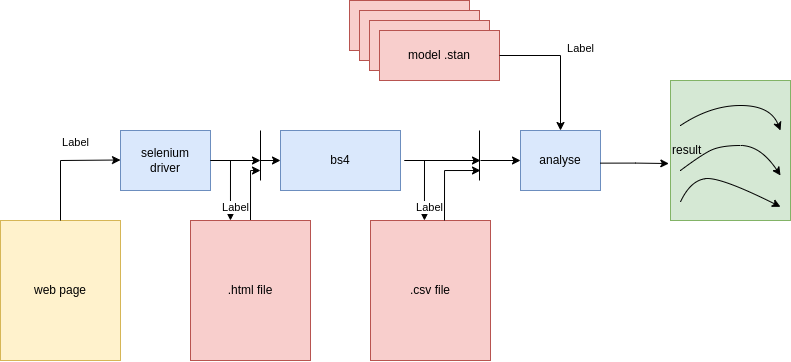 model .stan
Label
Label
selenium
driver
bs4
analyse
result
Label
Label
web page
.html file
.csv file